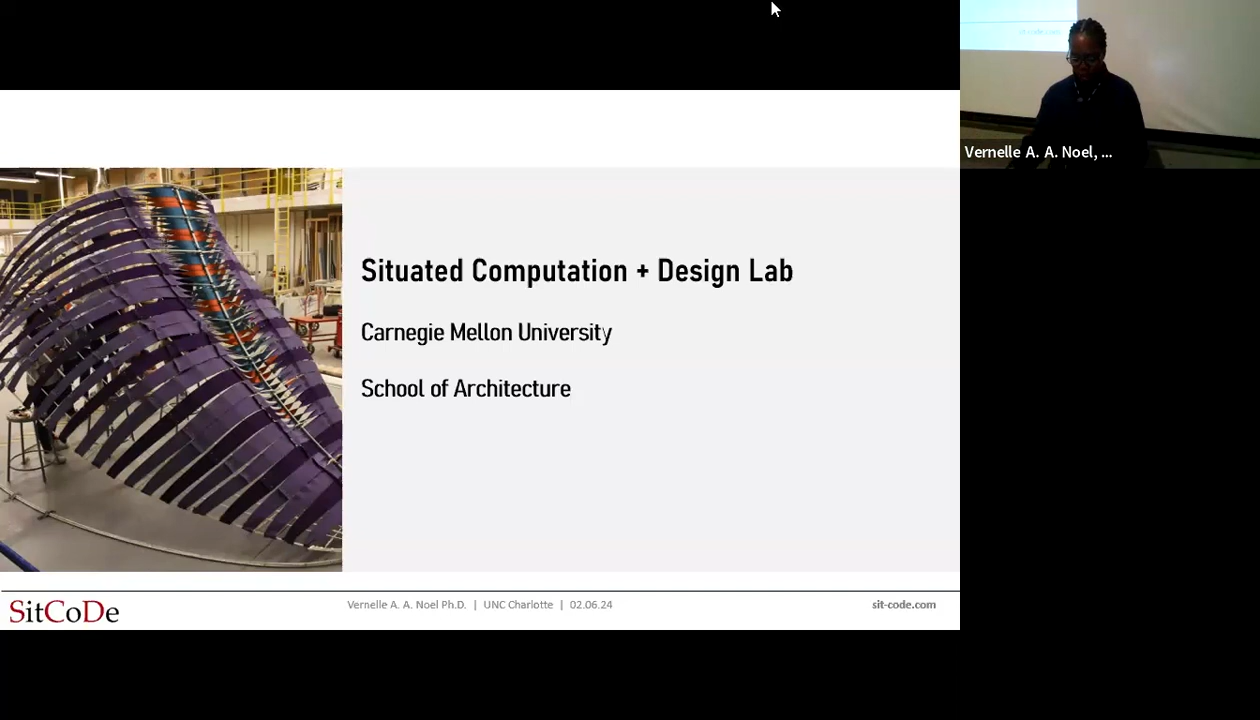 Situated Computation + Design Lab
Carnegie Mellon University
School of Architecture
SitCoDe
Vernelle A. A. Noel Ph.D. | UNC Charlotte | 02.06.24
sit-code.com
Vernelle A. A. Noel, ...